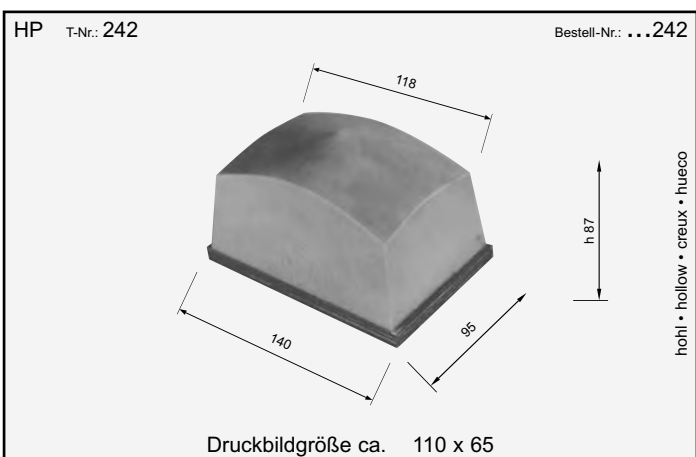 HP T-Nr.: 242 Bestell-Nr.: ...242
118
h 87
hohl • hollow • creux • hueco
95
140
Druckbildgröße ca. 110 x 65